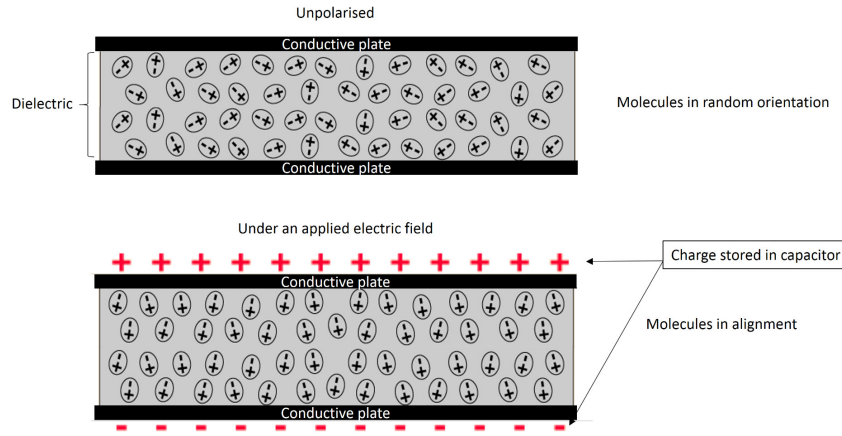 Unpolarised
Conductive plate
Dielectric
Molecules in random orientation
Conductive plate
Under an applied electric field
Charge stored in capacitor
Conductive plate
Molecules in alignment
Conductive plate